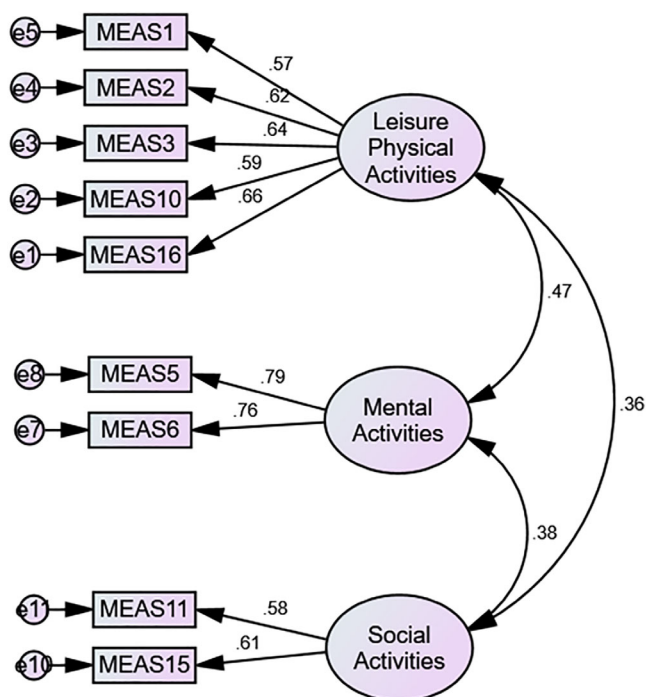 e5 MEAS1
.57
e4 MEAS2
.62
e3 MEAS3
.64
e2 MEAS10
.59
e1 MEAS16
.66
Leisure
Physical
Activities
.47
.36
e8 MEAS5
.79
e7 MEAS6
.76
Mental
Activities
.38
e11 MEAS11
.58
e10 MEAS15
.61
Social
Activities